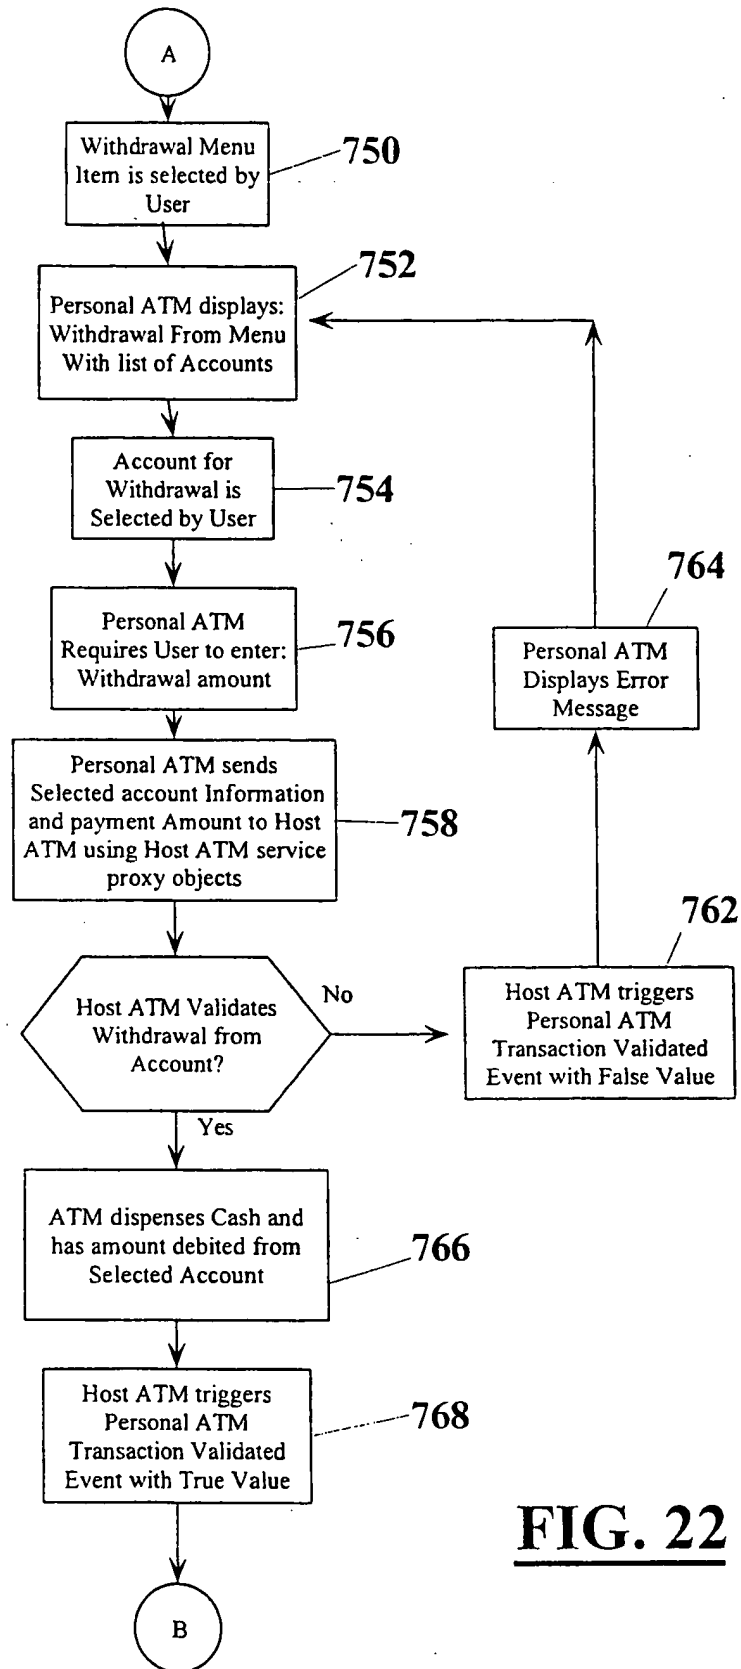 A
Withdrawal Menu
Item is selected by
User
750
752
Personal ATM displays:
Withdrawal From Menu
With list of Accounts
Account for
Withdrawal is
Selected by User
754
764
Personal ATM
Requires User to enter:
Withdrawal amount
756
Personal ATM
Displays Error
Message
Personal ATM sends
Selected account Information
and payment Amount to Host
ATM using Host ATM service
proxy objects
758
762
Host ATM Validates
Withdrawal from
Account?
No
Host ATM triggers
Personal ATM
Transaction Validated
Event with False Value
Yes
ATM dispenses Cash and
has amount debited from
Selected Account
766
Host ATM triggers
Personal ATM
Transaction Validated
Event with True Value
768
FIG. 22
B